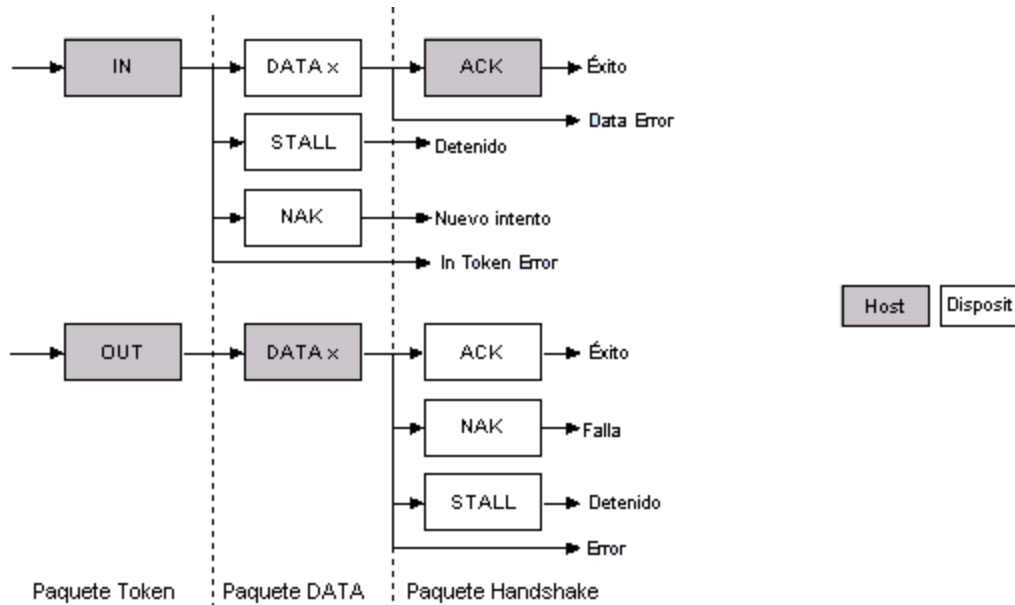 IN
DATA x
ACK
Éxito
Data Error
STALL
Detenido
NAK
Nuevo intento
In Token Error
Host
Disposit
OUT
DATA x
ACK
Éxito
NAK
Falla
STALL
Detenido
Error
Paquete Token
Paquete DATA
Paquete Handshake